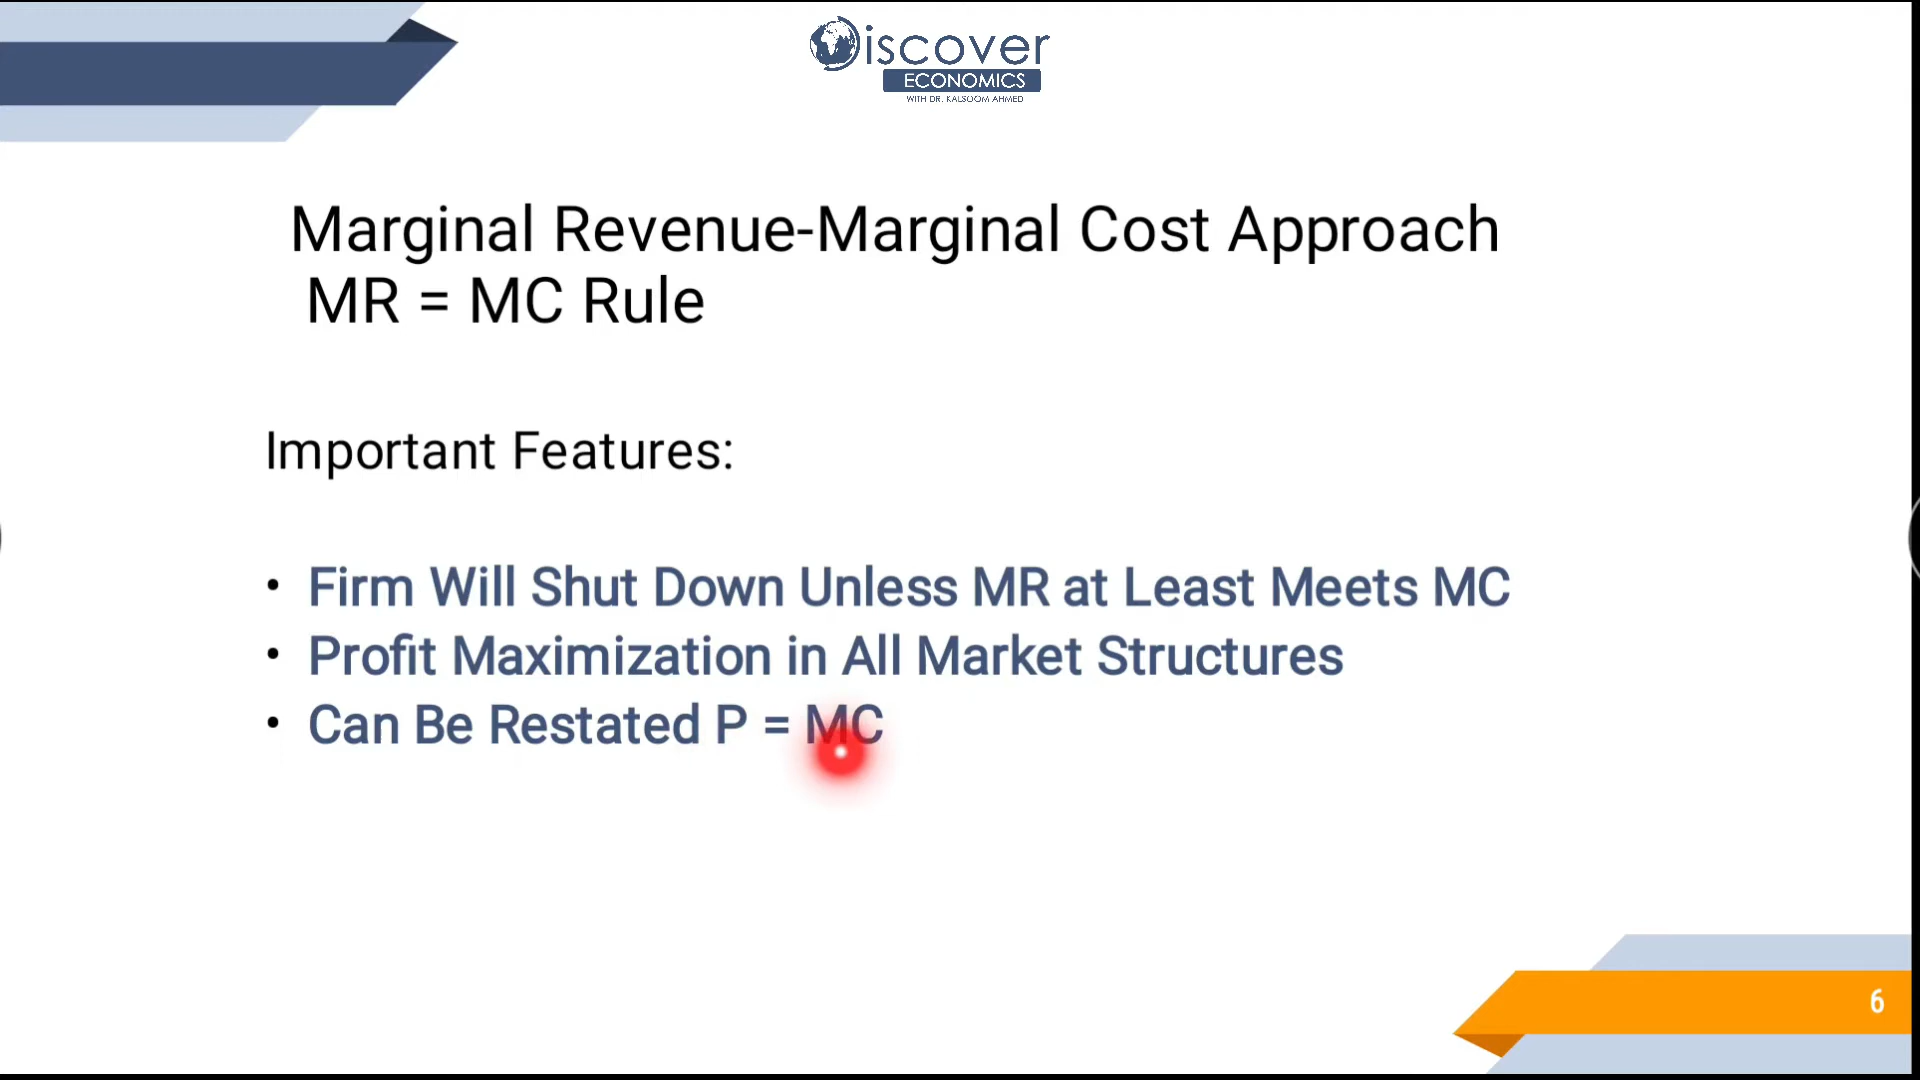 Discover
ECONOMICS
WITH DR. KALSOOM AHMED
Marginal Revenue-Marginal Cost Approach
MR = MC Rule
Important Features:
• Firm Will Shut Down Unless MR at Least Meets MC
• Profit Maximization in All Market Structures
• Can Be Restated P = MC
6